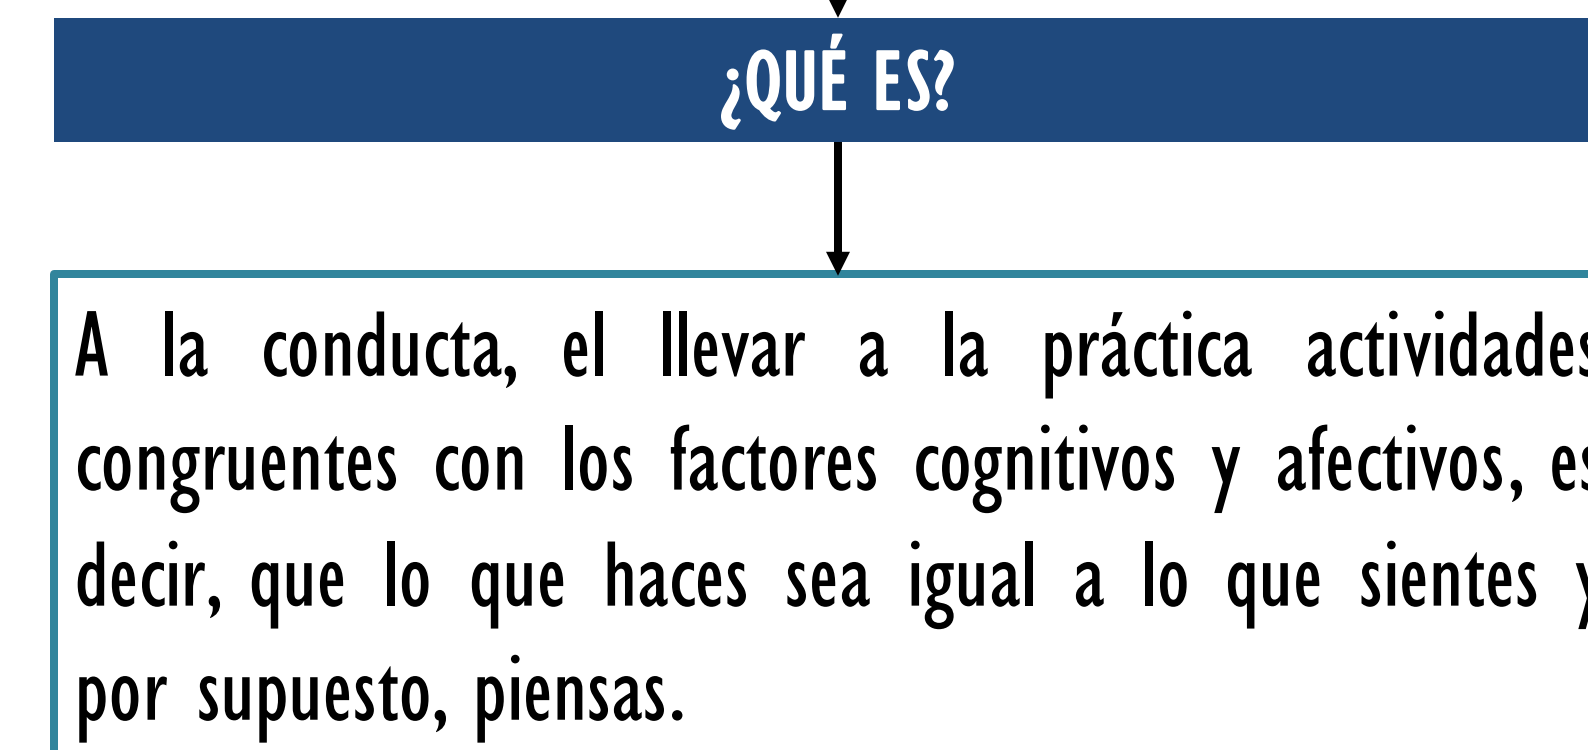 ¿QUÉ ES?
A la conducta, el llevar a la práctica actividades
congruentes con los factores cognitivos y afectivos, es
decir, que lo que haces sea igual a lo que sientes y
por supuesto, piensas.